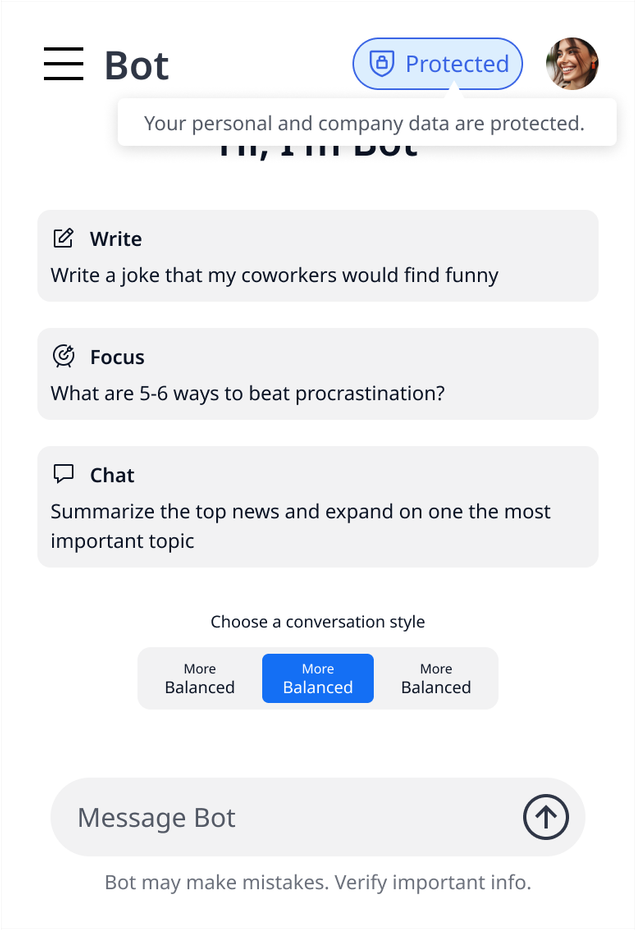 Bot
Protected
Your personal and company data are protected.
Hi, I'm Bot
Write
Write a joke that my coworkers would find funny
Focus
What are 5-6 ways to beat procrastination?
Chat
Summarize the top news and expand on one the most
important topic
Choose a conversation style
More
Balanced
More
Balanced
More
Balanced
Message Bot
Bot may make mistakes. Verify important info.